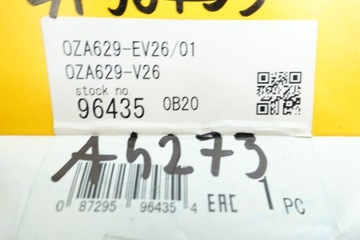 OZA629-EV26/01
OZA629-V26
stock no.
96435 0B20
A5273
0 87295 96435 4 EAC 1 PC